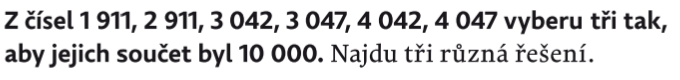 Z čísel 1 911, 2 911, 3 042, 3 047, 4 042, 4 047 vyberu tři tak,
aby jejich součet byl 10 000. Najdu tři různá řešení.